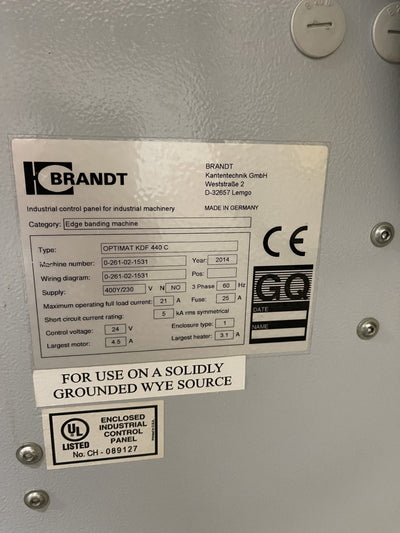 BRANDT
BRANDT
Kantentechnik GmbH
Weststraße 2
D-32657 Lemgo
Industrial control panel for industrial machinery
MADE IN GERMANY
Category: Edge banding machine
Type: OPTIMAT KDF 440 C
Machine number: 0-261-02-1531 Year: 2014
Wiring diagram: 0-261-02-1531 Pos:
Supply: 400Y/230 V N NO 3 Phase 60 Hz
Maximum operating full load current: 21 A Fuse: 25 A
Short circuit current rating: 5 kA rms symmetrical
Control voltage: 24 V Enclosure type: 1
Largest motor: 4.5 A Largest heater: 3.1 A
CE
GQ
DATE
NAME
FOR USE ON A SOLIDLY
GROUNDED WYE SOURCE
UL
LISTED
ENCLOSED
INDUSTRIAL
CONTROL
PANEL
No. CH - 089127